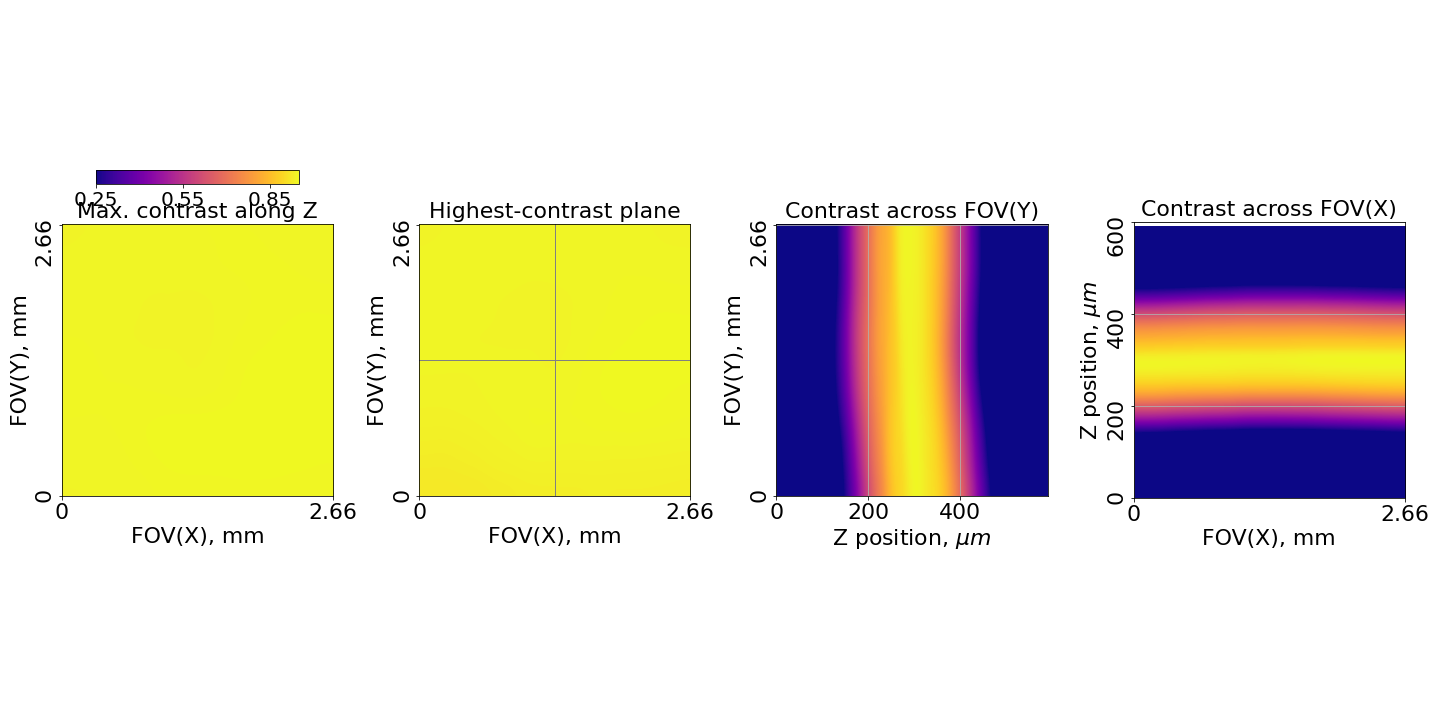 0.25 0.55 0.85
Max. contrast along Z
2.66
FOV(Y), mm
0
0 2.66
FOV(X), mm
Highest-contrast plane
2.66
FOV(Y), mm
0
0 2.66
FOV(X), mm
Contrast across FOV(Y)
2.66
FOV(Y), mm
0
0 200 400
Z position, μm
Contrast across FOV(X)
600
400
200
0
Z position, μm
0 2.66
FOV(X), mm